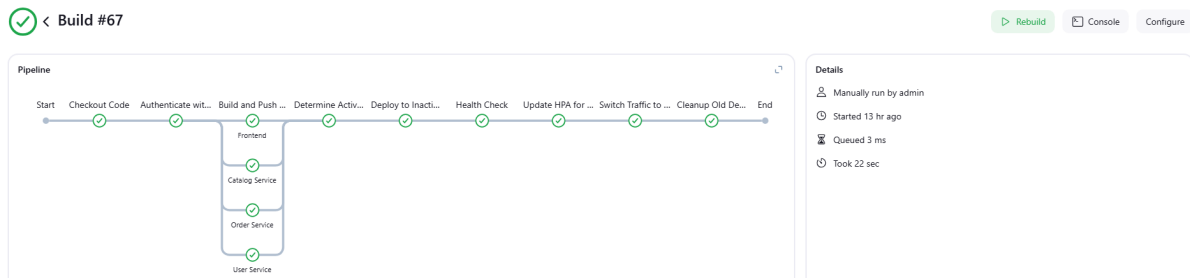 Build #67
Rebuild
Console
Configure
Pipeline
Start
Checkout Code
Authenticate wit...
Build and Push ...
Determine Activ...
Deploy to Inacti...
Health Check
Update HPA for ...
Switch Traffic to ...
Cleanup Old De...
End
Frontend
Catalog Service
Order Service
User Service
Details
Manually run by admin
Started 13 hr ago
Queued 3 ms
Took 22 sec